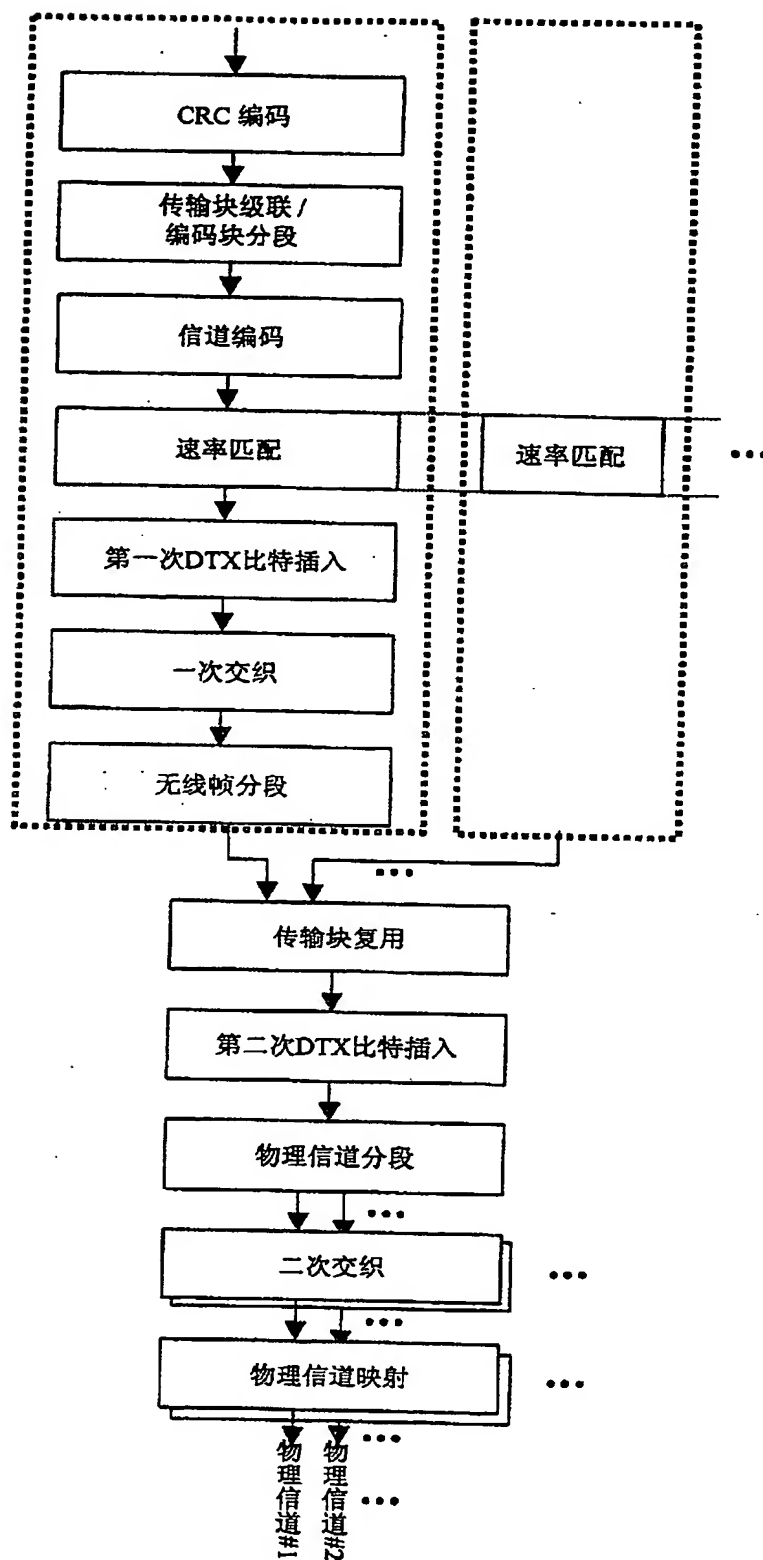 CRC 编码
传输块级联/
编码块分段
信道编码
速率匹配
速率匹配
...
第一次DTX比特插入
一次交织
无线帧分段
...
传输块复用
第二次DTX比特插入
物理信道分段
...
二次交织
...
...
物理信道映射
...
...
物理信道#1
物理信道#2
...